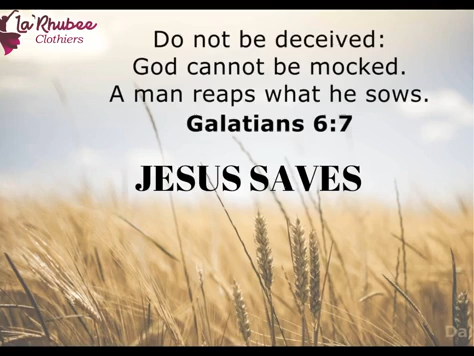 La'Rhubee
Clothiers
Do not be deceived:
God cannot be mocked.
A man reaps what he sows.
Galatians 6:7
JESUS SAVES